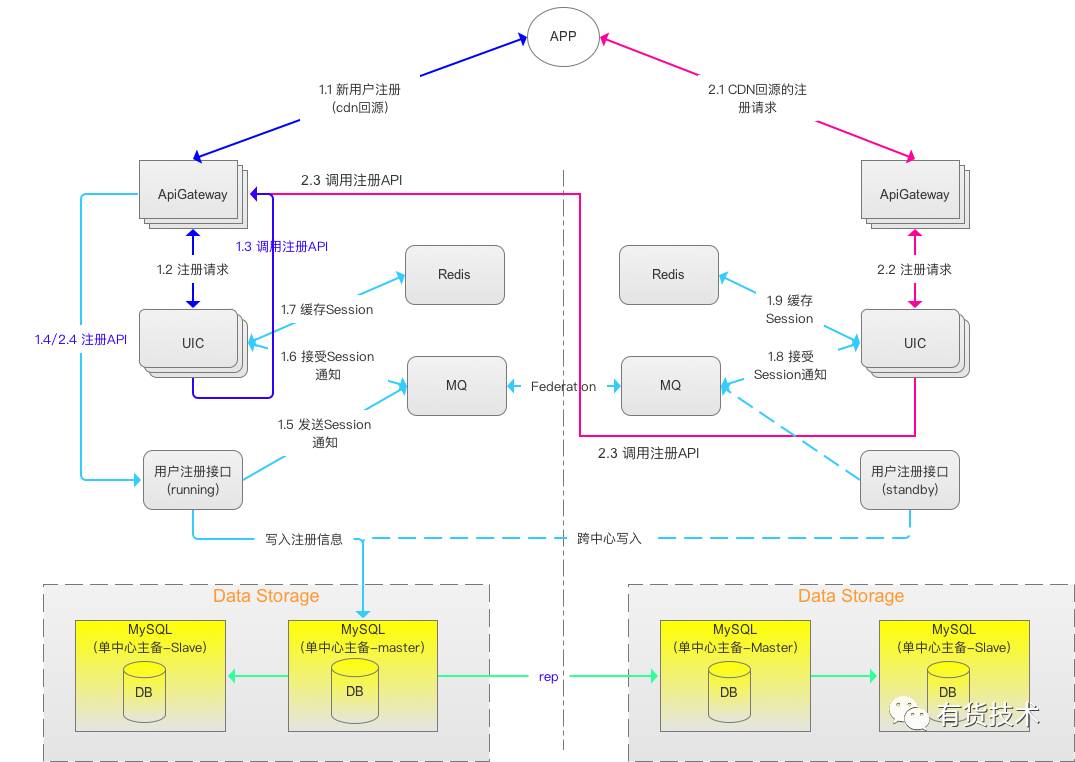 APP
1.1 新用户注册
(cdn回源)
2.1 CDN回源的注
册请求
ApiGateway
2.3 调用注册API
ApiGateway
1.3 调用注册API
1.2 注册请求
2.2 注册请求
Redis
Redis
1.7 缓存Session
1.9 缓存
Session
1.4/2.4 注册API
UIC
UIC
1.6 接受Session
通知
1.8 接受
Session通知
MQ
Federation
MQ
1.5 发送Session
通知
2.3 调用注册API
用户注册接口
(running)
用户注册接口
(standby)
写入注册信息
跨中心写入
Data Storage
Data Storage
MySQL
(单中心主备-Slave)
DB
MySQL
(单中心主备-master)
DB
rep
MySQL
(单中心主备-Master)
DB
MySQL
(单中心主备-Slave)
DB
有货技术